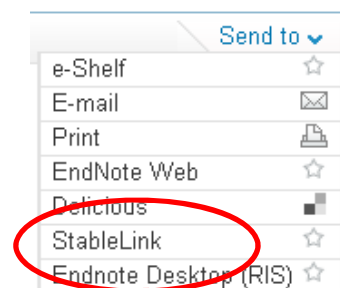 Send to
e-Shelf
E-mail
Print
EndNote Web
Delicious
StableLink
Endnote Desktop (RIS)